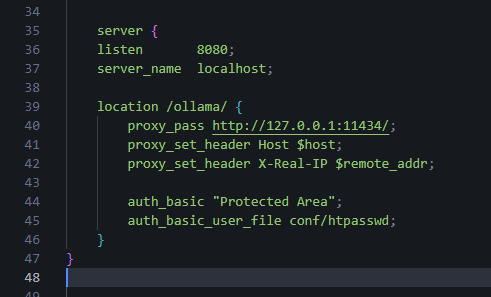 34
35 server {
36 listen 8080;
37 server_name localhost;
38
39 location /ollama/ {
40 proxy_pass http://127.0.0.1:11434/;
41 proxy_set_header Host $host;
42 proxy_set_header X-Real-IP $remote_addr;
43
44 auth_basic "Protected Area";
45 auth_basic_user_file conf/htpasswd;
46 }
47 }
48
49